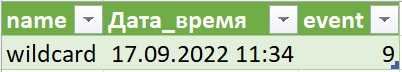 name Дата_время event
wildcard 17.09.2022 11:34 9